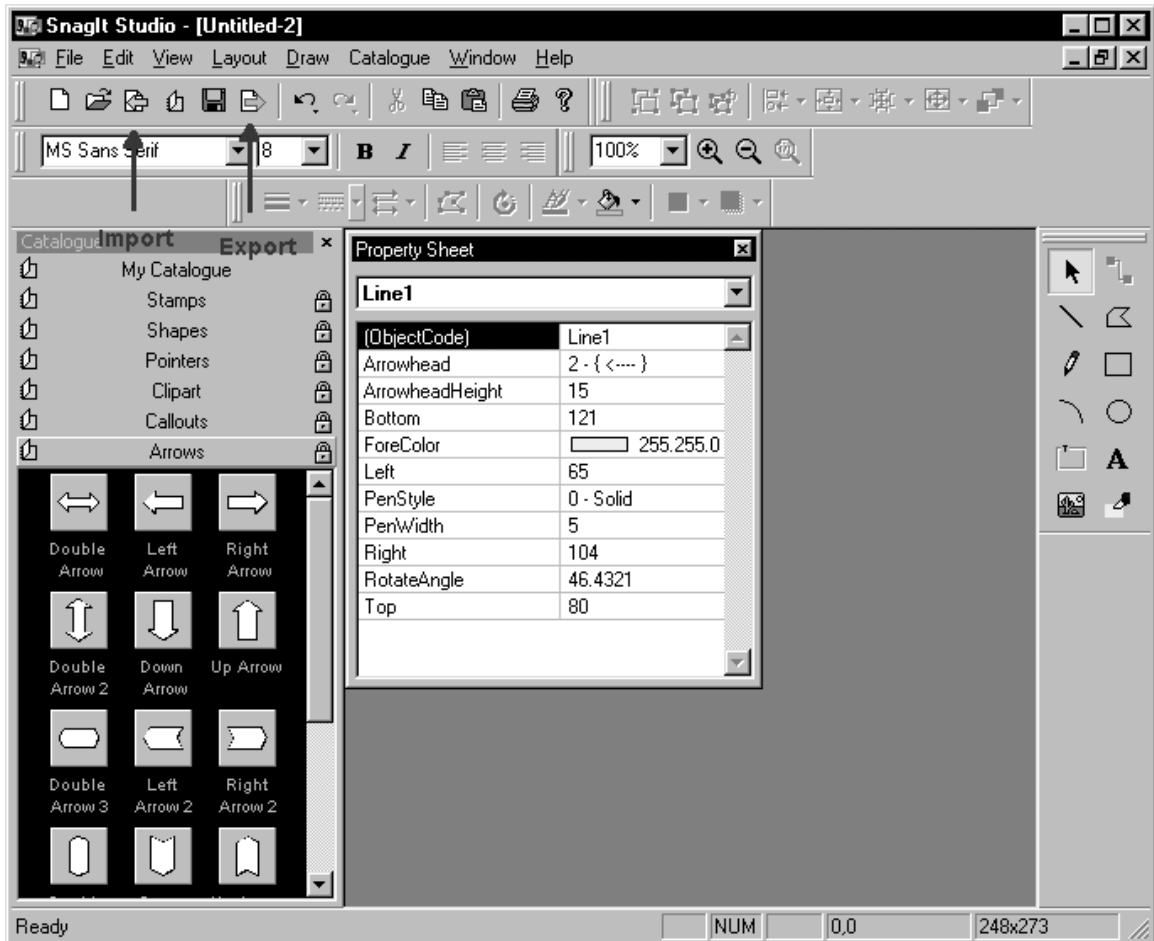 SnagIt Studio - [Untitled-2]
File Edit View Layout Draw Catalogue Window Help
MS Sans Serif 8 B I 100%
Catalogue
Import
Export
My Catalogue
Stamps
Shapes
Pointers
Clipart
Callouts
Arrows
Double Arrow
Left Arrow
Right Arrow
Double Arrow 2
Down Arrow
Up Arrow
Double Arrow 3
Left Arrow 2
Right Arrow 2
Property Sheet
Line1
(ObjectCode) Line1
Arrowhead 2 - { <---- }
ArrowheadHeight 15
Bottom 121
ForeColor 255.255.0
Left 65
PenStyle 0 - Solid
PenWidth 5
Right 104
RotateAngle 46.4321
Top 80
A
Ready NUM 0,0 248x273